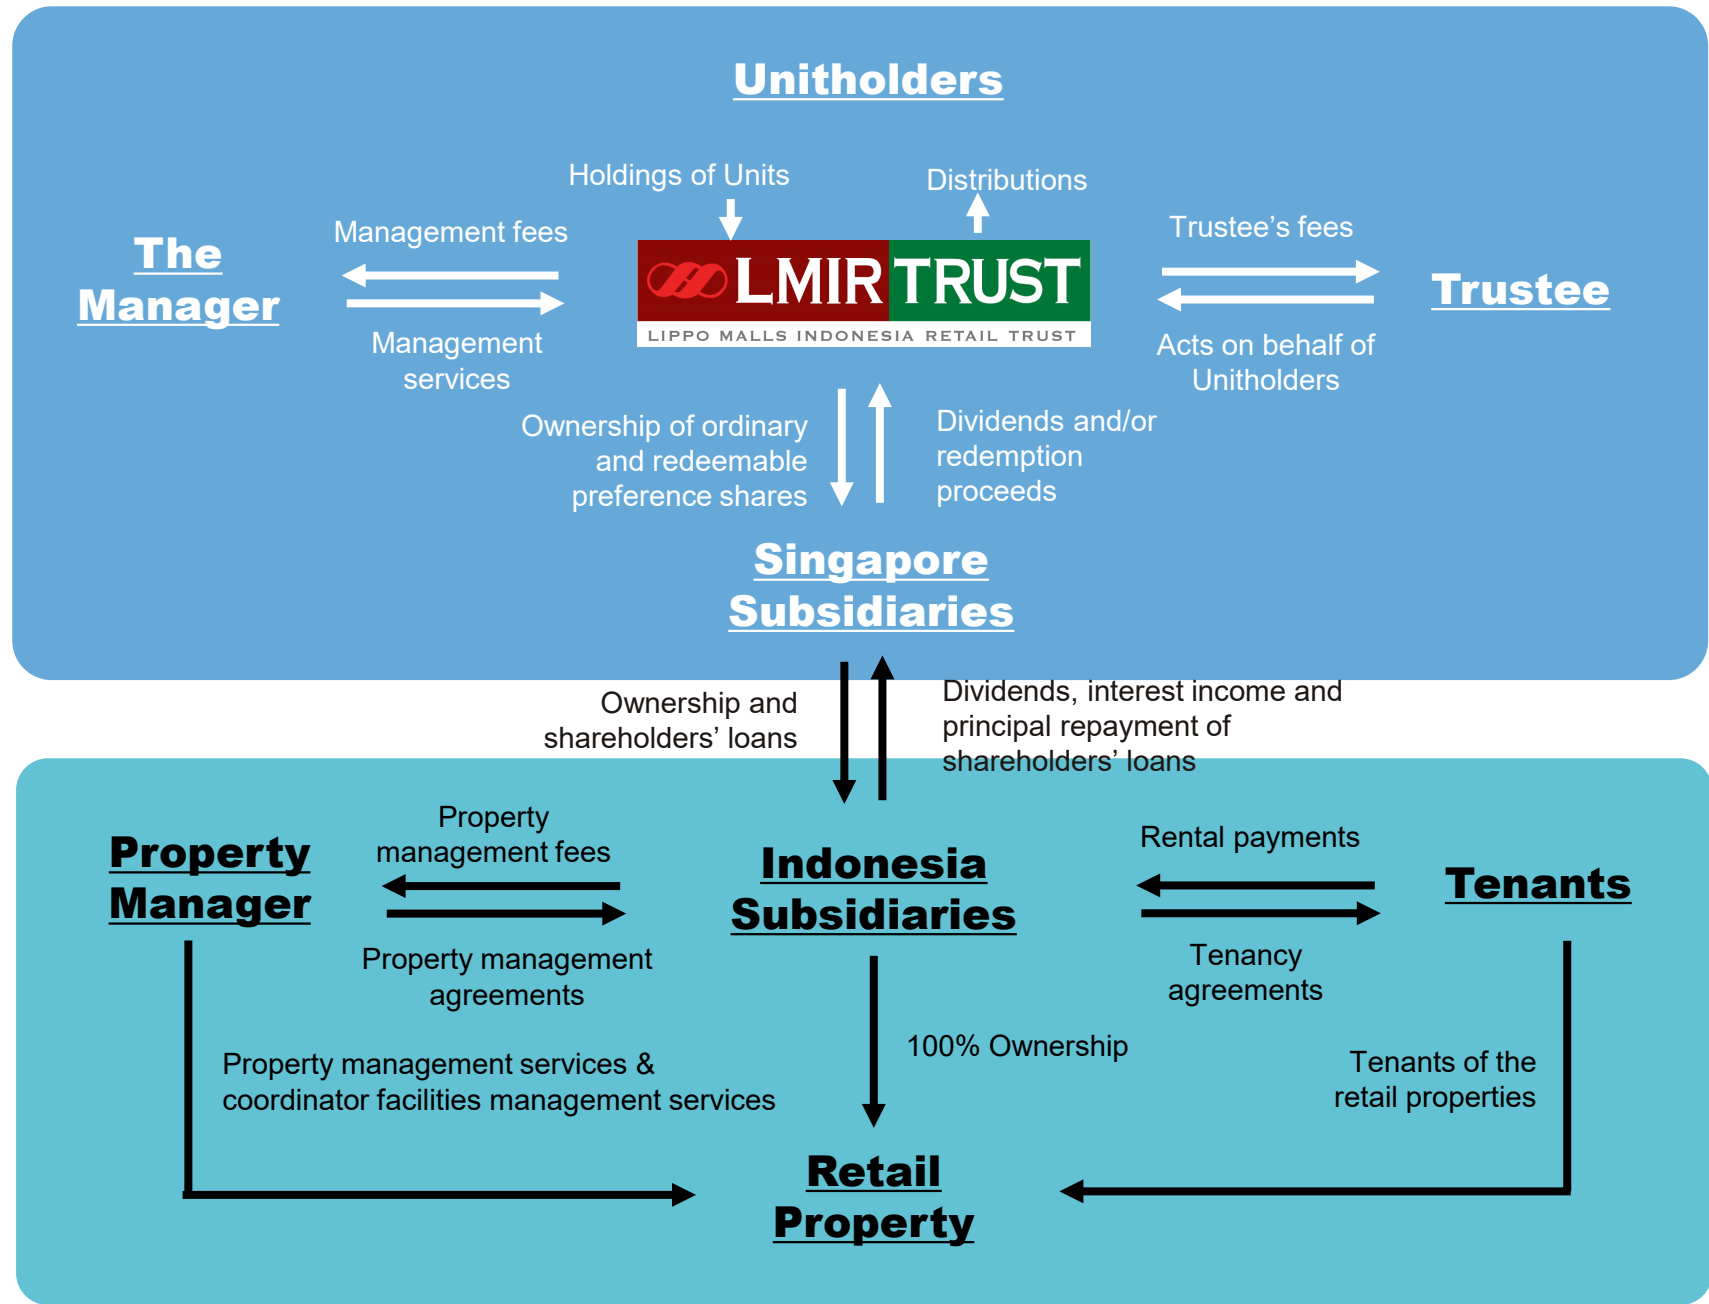 Unitholders
Holdings of Units
Distributions
Management fees
Trustee's fees
The
Manager
LMIR TRUST
LIPPO MALLS INDONESIA RETAIL TRUST
Trustee
Management
services
Acts on behalf of
Unitholders
Ownership of ordinary
and redeemable
preference shares
Dividends and/or
redemption
proceeds
Singapore
Subsidiaries
Ownership and
shareholders’ loans
Dividends, interest income and
principal repayment of
shareholders’ loans
Property
Manager
Property
management fees
Indonesia
Subsidiaries
Rental payments
Tenants
Property management
agreements
Tenancy
agreements
Property management services &
coordinator facilities management services
100% Ownership
Tenants of the
retail properties
Retail
Property